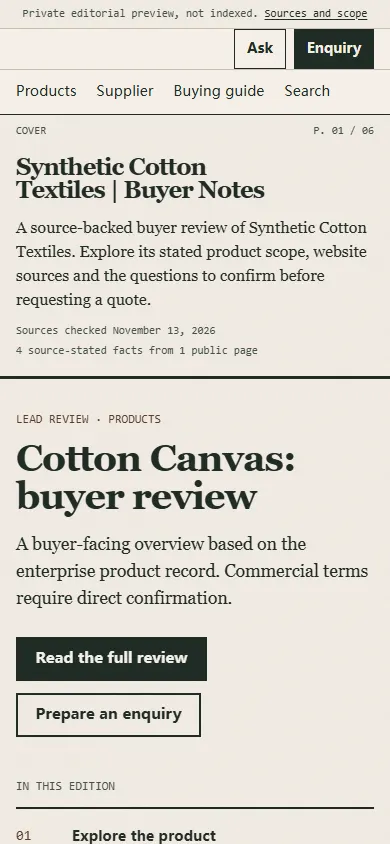 Private editorial preview, not indexed. Sources and scope
Ask Enquiry
Products Supplier Buying guide Search
COVER P. 01 / 06
Synthetic Cotton
Textiles | Buyer Notes
A source-backed buyer review of Synthetic Cotton
Textiles. Explore its stated product scope, website
sources and the questions to confirm before
requesting a quote.
Sources checked November 13, 2026
4 source-stated facts from 1 public page
LEAD REVIEW · PRODUCTS
Cotton Canvas:
buyer review
A buyer-facing overview based on the
enterprise product record. Commercial terms
require direct confirmation.
Read the full review
Prepare an enquiry
IN THIS EDITION
01 Explore the product